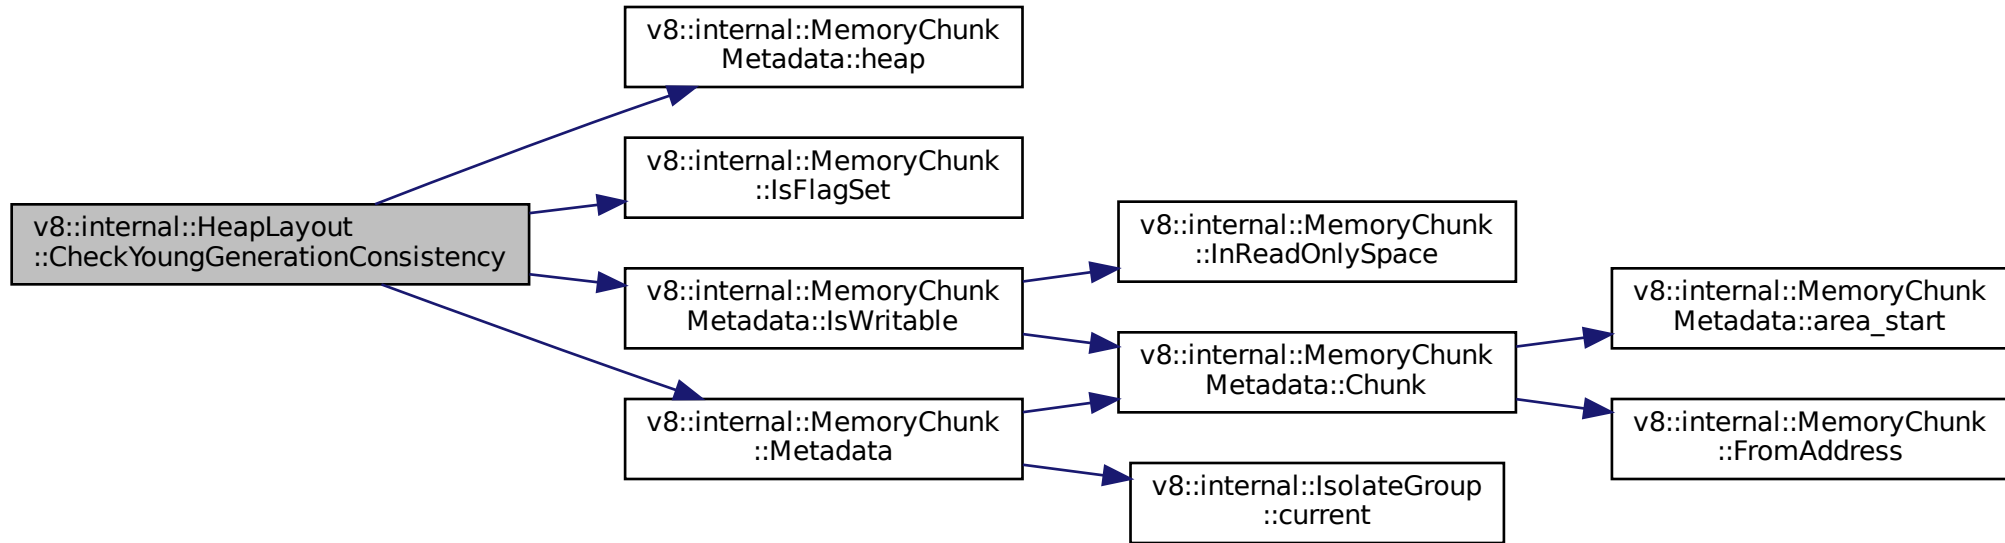 v8::internal::HeapLayout
::CheckYoungGenerationConsistency
v8::internal::MemoryChunk
Metadata::heap
v8::internal::MemoryChunk
::IsFlagSet
v8::internal::MemoryChunk
Metadata::IsWritable
v8::internal::MemoryChunk
::Metadata
v8::internal::MemoryChunk
::InReadOnlySpace
v8::internal::MemoryChunk
Metadata::Chunk
v8::internal::IsolateGroup
::current
v8::internal::MemoryChunk
Metadata::area_start
v8::internal::MemoryChunk
::FromAddress